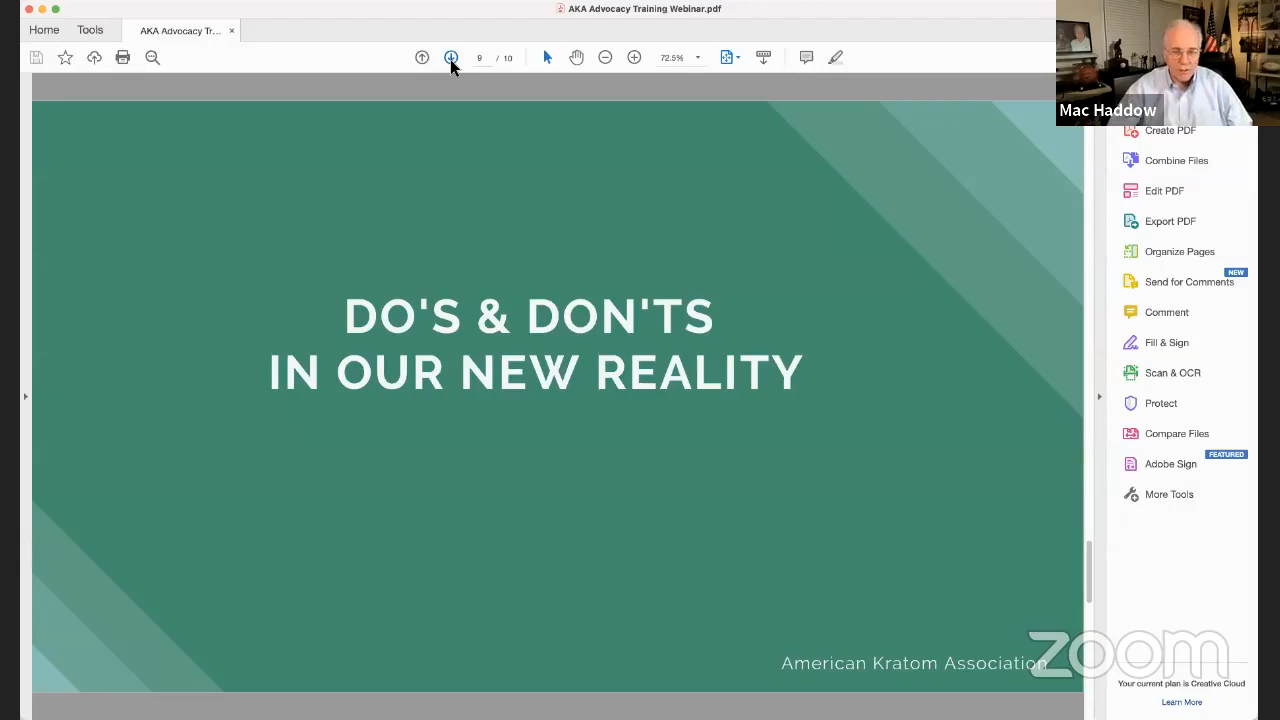 AKA Advocacy Training Webinar.pdf
Home
Tools
AKA Advocacy Tr...
9 / 10
72.5%
Mac Haddow
Create PDF
Combine Files
Edit PDF
Export PDF
Organize Pages
NEW
Send for Comments
Comment
Fill & Sign
Scan & OCR
Protect
Compare Files
FEATURED
Adobe Sign
More Tools
DO'S & DON'TS
IN OUR NEW REALITY
American Kratom Association
zoom
Your current plan is Creative Cloud
Learn More